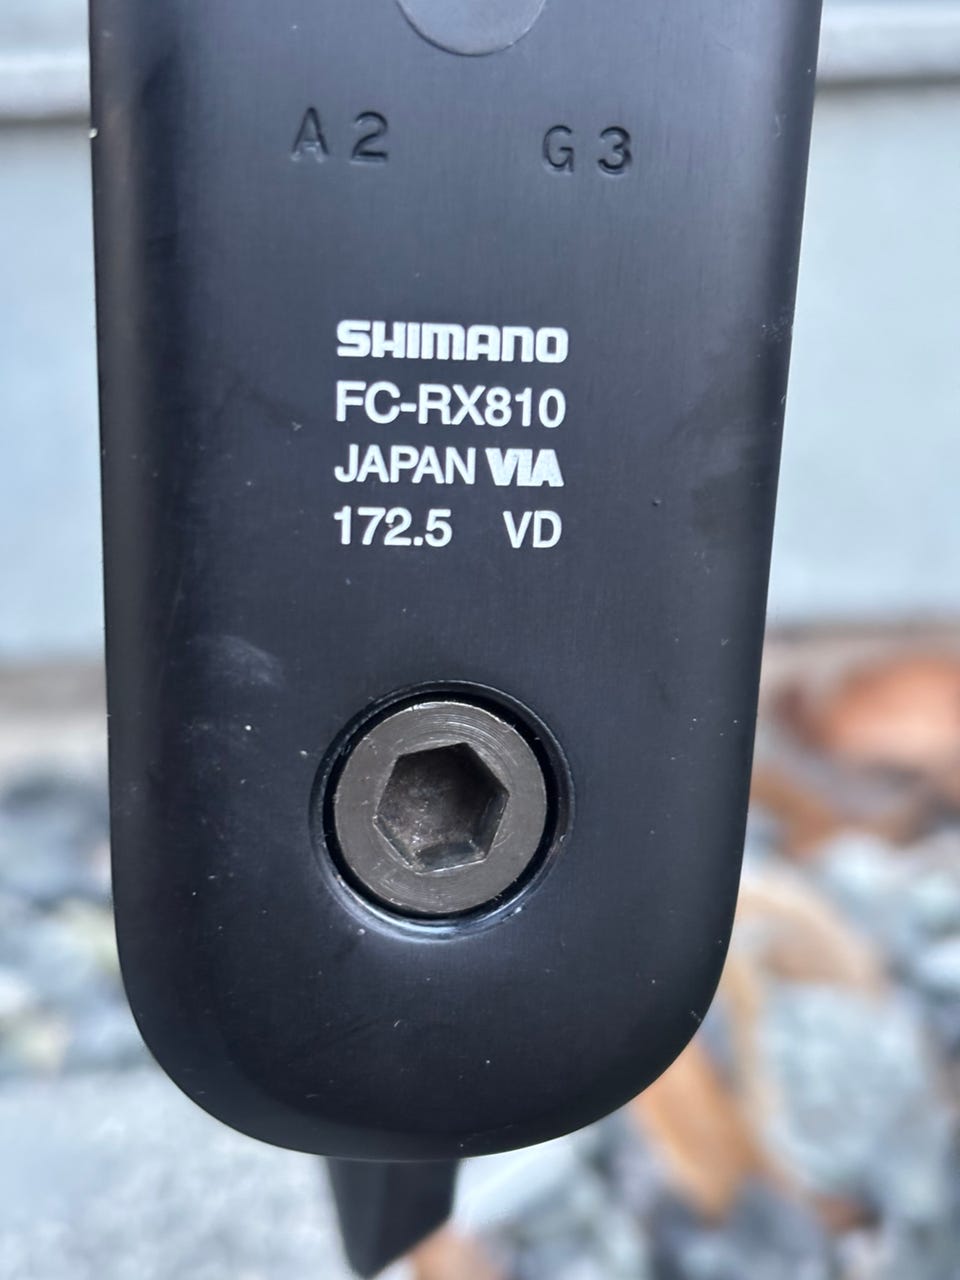 A2 G3
SHIMANO
FC-RX810
JAPAN VIA
172.5 VD